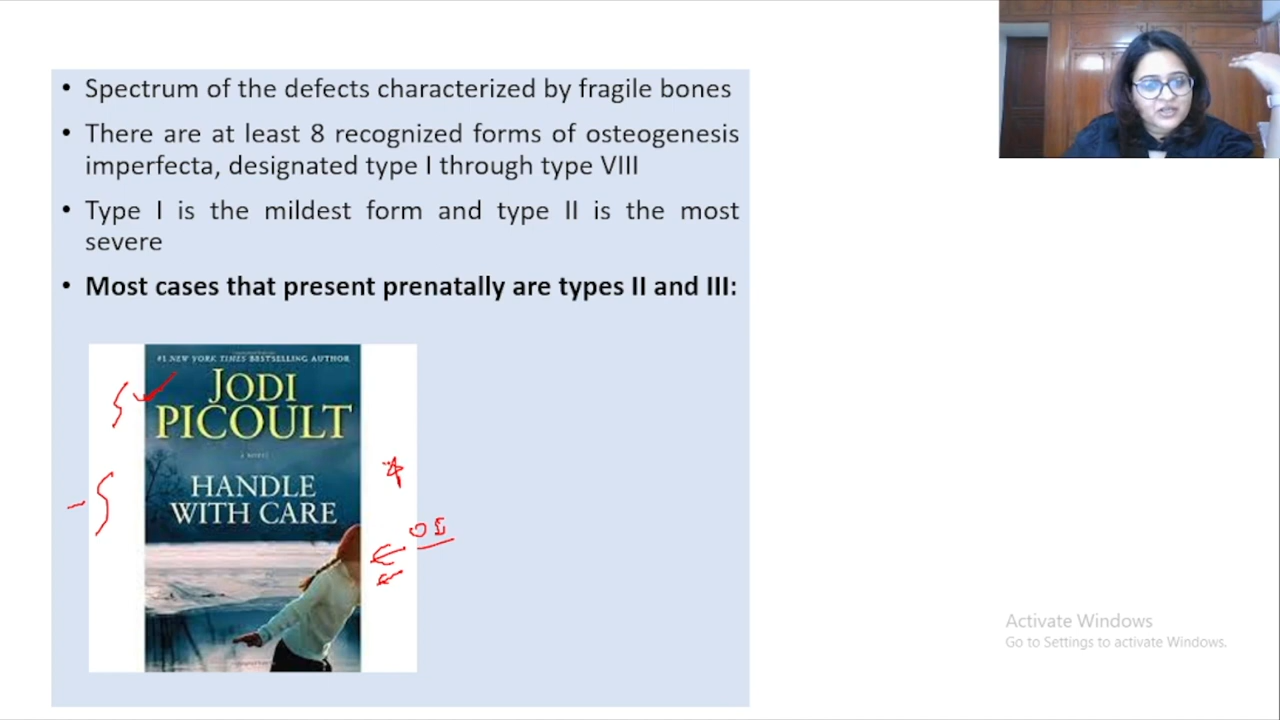 • Spectrum of the defects characterized by fragile bones
• There are at least 8 recognized forms of osteogenesis
imperfecta, designated type I through type VIII
• Type I is the mildest form and type II is the most
severe
• Most cases that present prenatally are types II and III:
#1 NEW YORK TIMES BESTSELLING AUTHOR
JODI
PICOULT
A NOVEL
HANDLE
WITH CARE
OI
Activate Windows
Go to Settings to activate Windows.